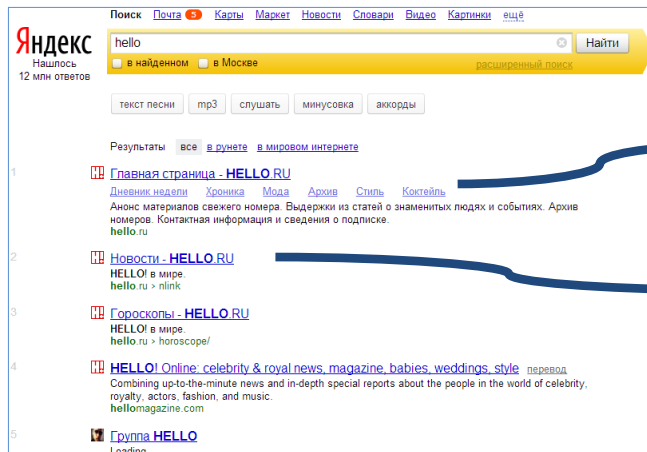 Поиск Почта 5 Карты Маркет Новости Словари Видео Картинки ещё
Яндекс
hello
Найти
Нашлось
12 млн ответов
в найденном в Москве
расширенный поиск
текст песни mp3 слушать минусовка аккорды
Результаты все в рунете в мировом интернете
1
Главная страница - HELLO.RU
Дневник недели Хроника Мода Архив Стиль Коктейль
Анонс материалов свежего номера. Выдержки из статей о знаменитых людях и событиях. Архив
номеров. Контактная информация и сведения о подписке.
hello.ru
2
Новости - HELLO.RU
HELLO! в мире.
hello.ru › nlink
3
Гороскопы - HELLO.RU
HELLO! в мире.
hello.ru › horoscope/
4
HELLO! Online: celebrity & royal news, magazine, babies, weddings, style перевод
Combining up-to-the-minute news and in-depth special reports about the people in the world of celebrity,
royalty, actors, fashion, and music.
hellomagazine.com
5
Группа HELLO
Loading